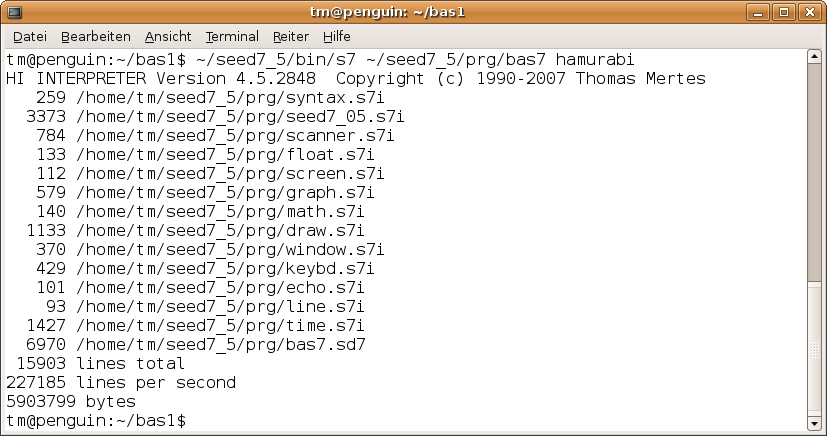 tm@penguin: ~/bas1
Datei Bearbeiten Ansicht Terminal Reiter Hilfe
tm@penguin:~/bas1$ ~/seed7_5/bin/s7 ~/seed7_5/prg/bas7 hamurabi
HI INTERPRETER Version 4.5.2848  Copyright (c) 1990-2007 Thomas Mertes
   259 /home/tm/seed7_5/prg/syntax.s7i
  3373 /home/tm/seed7_5/prg/seed7_05.s7i
   784 /home/tm/seed7_5/prg/scanner.s7i
   133 /home/tm/seed7_5/prg/float.s7i
   112 /home/tm/seed7_5/prg/screen.s7i
   579 /home/tm/seed7_5/prg/graph.s7i
   140 /home/tm/seed7_5/prg/math.s7i
  1133 /home/tm/seed7_5/prg/draw.s7i
   370 /home/tm/seed7_5/prg/window.s7i
   429 /home/tm/seed7_5/prg/keybd.s7i
   101 /home/tm/seed7_5/prg/echo.s7i
    93 /home/tm/seed7_5/prg/line.s7i
  1427 /home/tm/seed7_5/prg/time.s7i
  6970 /home/tm/seed7_5/prg/bas7.sd7
 15903 lines total
227185 lines per second
5903799 bytes
tm@penguin:~/bas1$